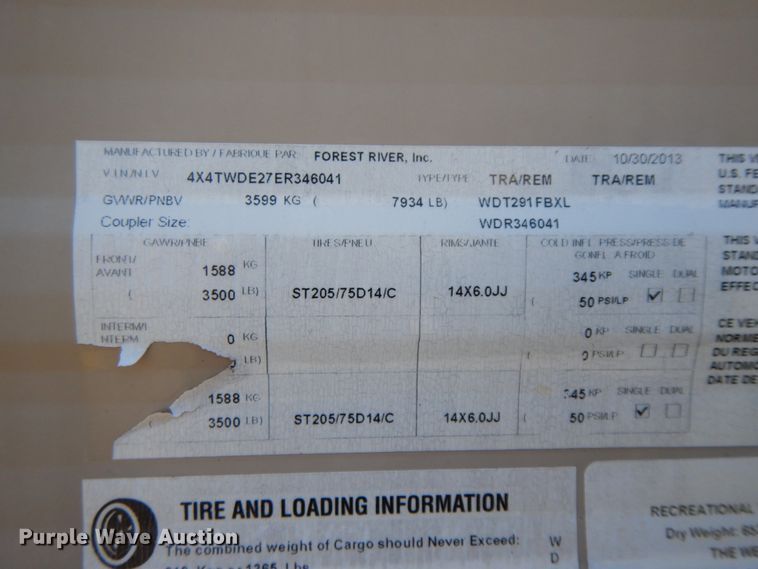 MANUFACTURED BY / FABRIQUE PAR: FOREST RIVER, Inc. DATE: 10/30/2013
VIN/NIV 4X4TWDE27ER346041 TYPE/TYPE TRA/REM TRA/REM
GVWR/PNBV 3599 KG ( 7934 LB) WDT291FBXL
Coupler Size: WDR346041
GAWR/PNBE TIRES/PNEU RIMS/JANTE COLD INFL PRESS/PRESS DE
GONFL A FROID
FRONT/
AVANT 1588 KG 345 KP SINGLE DUAL
( 3500 LB) ST205/75D14/C 14X6.0JJ ( 50 PSI/LP
INTERM/
INTERM 0 KG 0 KP SINGLE DUAL
LB) 0 PSI/LP
1588 KG 345 KP SINGLE DUAL
3500 LB) ST205/75D14/C 14X6.0JJ ( 50 PSI/LP
THIS
U.S. FE
STAND
MANUF
THIS
STAND
MOTO
EFFEC
CE VEH
NORME
DU REG
AUTOMO
DATE DE
TIRE AND LOADING INFORMATION
The combined weight of Cargo should Never Exceed: W
D
1365 Lbs
RECREATIONAL
Dry Weight:
THE WE
Purple Wave Auction